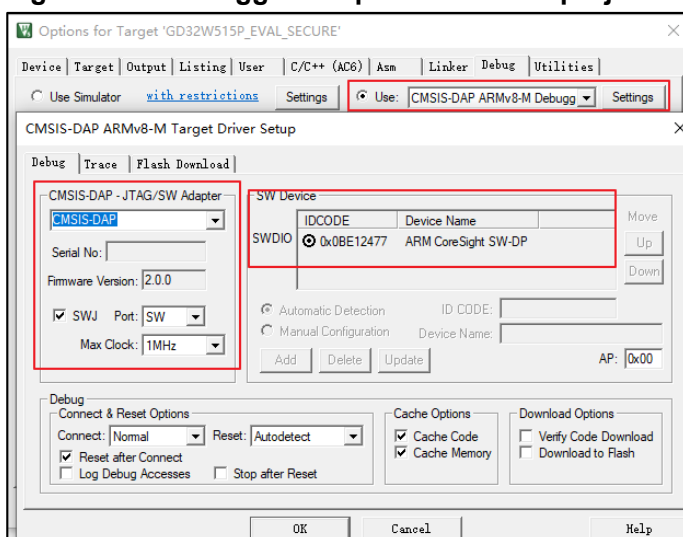 Options for Target 'GD32W515P_EVAL_SECURE'
Device Target Output Listing User C/C++ (AC6) Asm Linker Debug Utilities
Use Simulator with restrictions Settings Use: CMSIS-DAP ARMv8-M Debugg Settings
CMSIS-DAP ARMv8-M Target Driver Setup
Debug Trace Flash Download
CMSIS-DAP - JTAG/SW Adapter
CMSIS-DAP
Serial No:
Firmware Version: 2.0.0
SWJ Port: SW
Max Clock: 1MHz
SW Device
IDCODE Device Name Move
SWDIO 0x0BE12477 ARM CoreSight SW-DP Up
Down
Automatic Detection ID CODE:
Manual Configuration Device Name:
Add Delete Update AP: 0x00
Debug
Connect & Reset Options
Connect: Normal Reset: Autodetect
Reset after Connect
Log Debug Accesses Stop after Reset
Cache Options
Cache Code
Cache Memory
Download Options
Verify Code Download
Download to Flash
OK Cancel Help